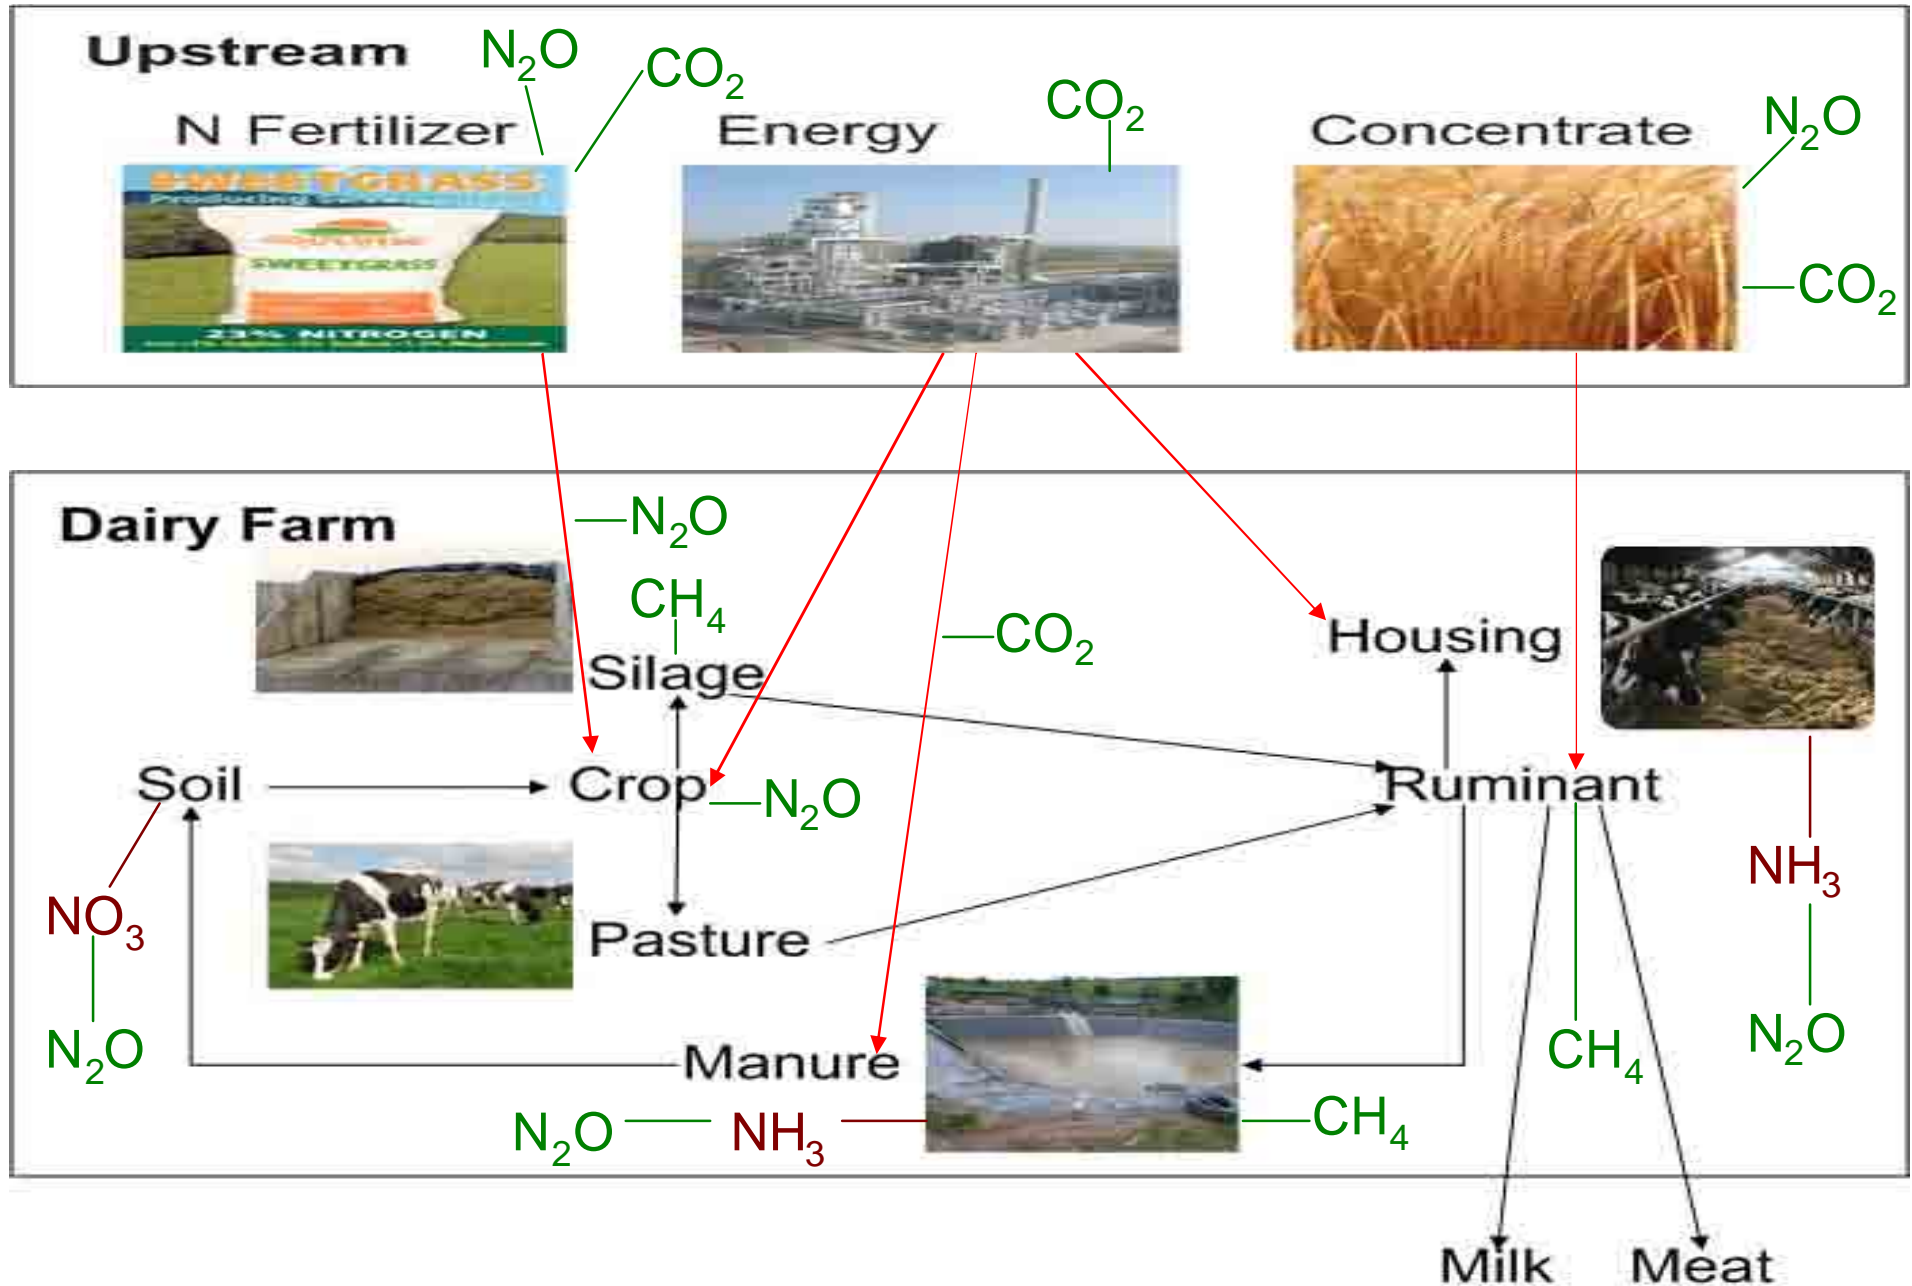 Upstream
N₂O
CO₂
CO₂
N₂O
N Fertilizer
Energy
Concentrate
SWEETGRASS
SWEETGRASS
23% NITROGEN
CO₂
Dairy Farm
N₂O
CH₄
CO₂
Silage
Housing
Soil
Crop
N₂O
Ruminant
NH₃
NO₃
Pasture
N₂O
Manure
CH₄
N₂O
N₂O
NH₃
CH₄
Milk
Meat